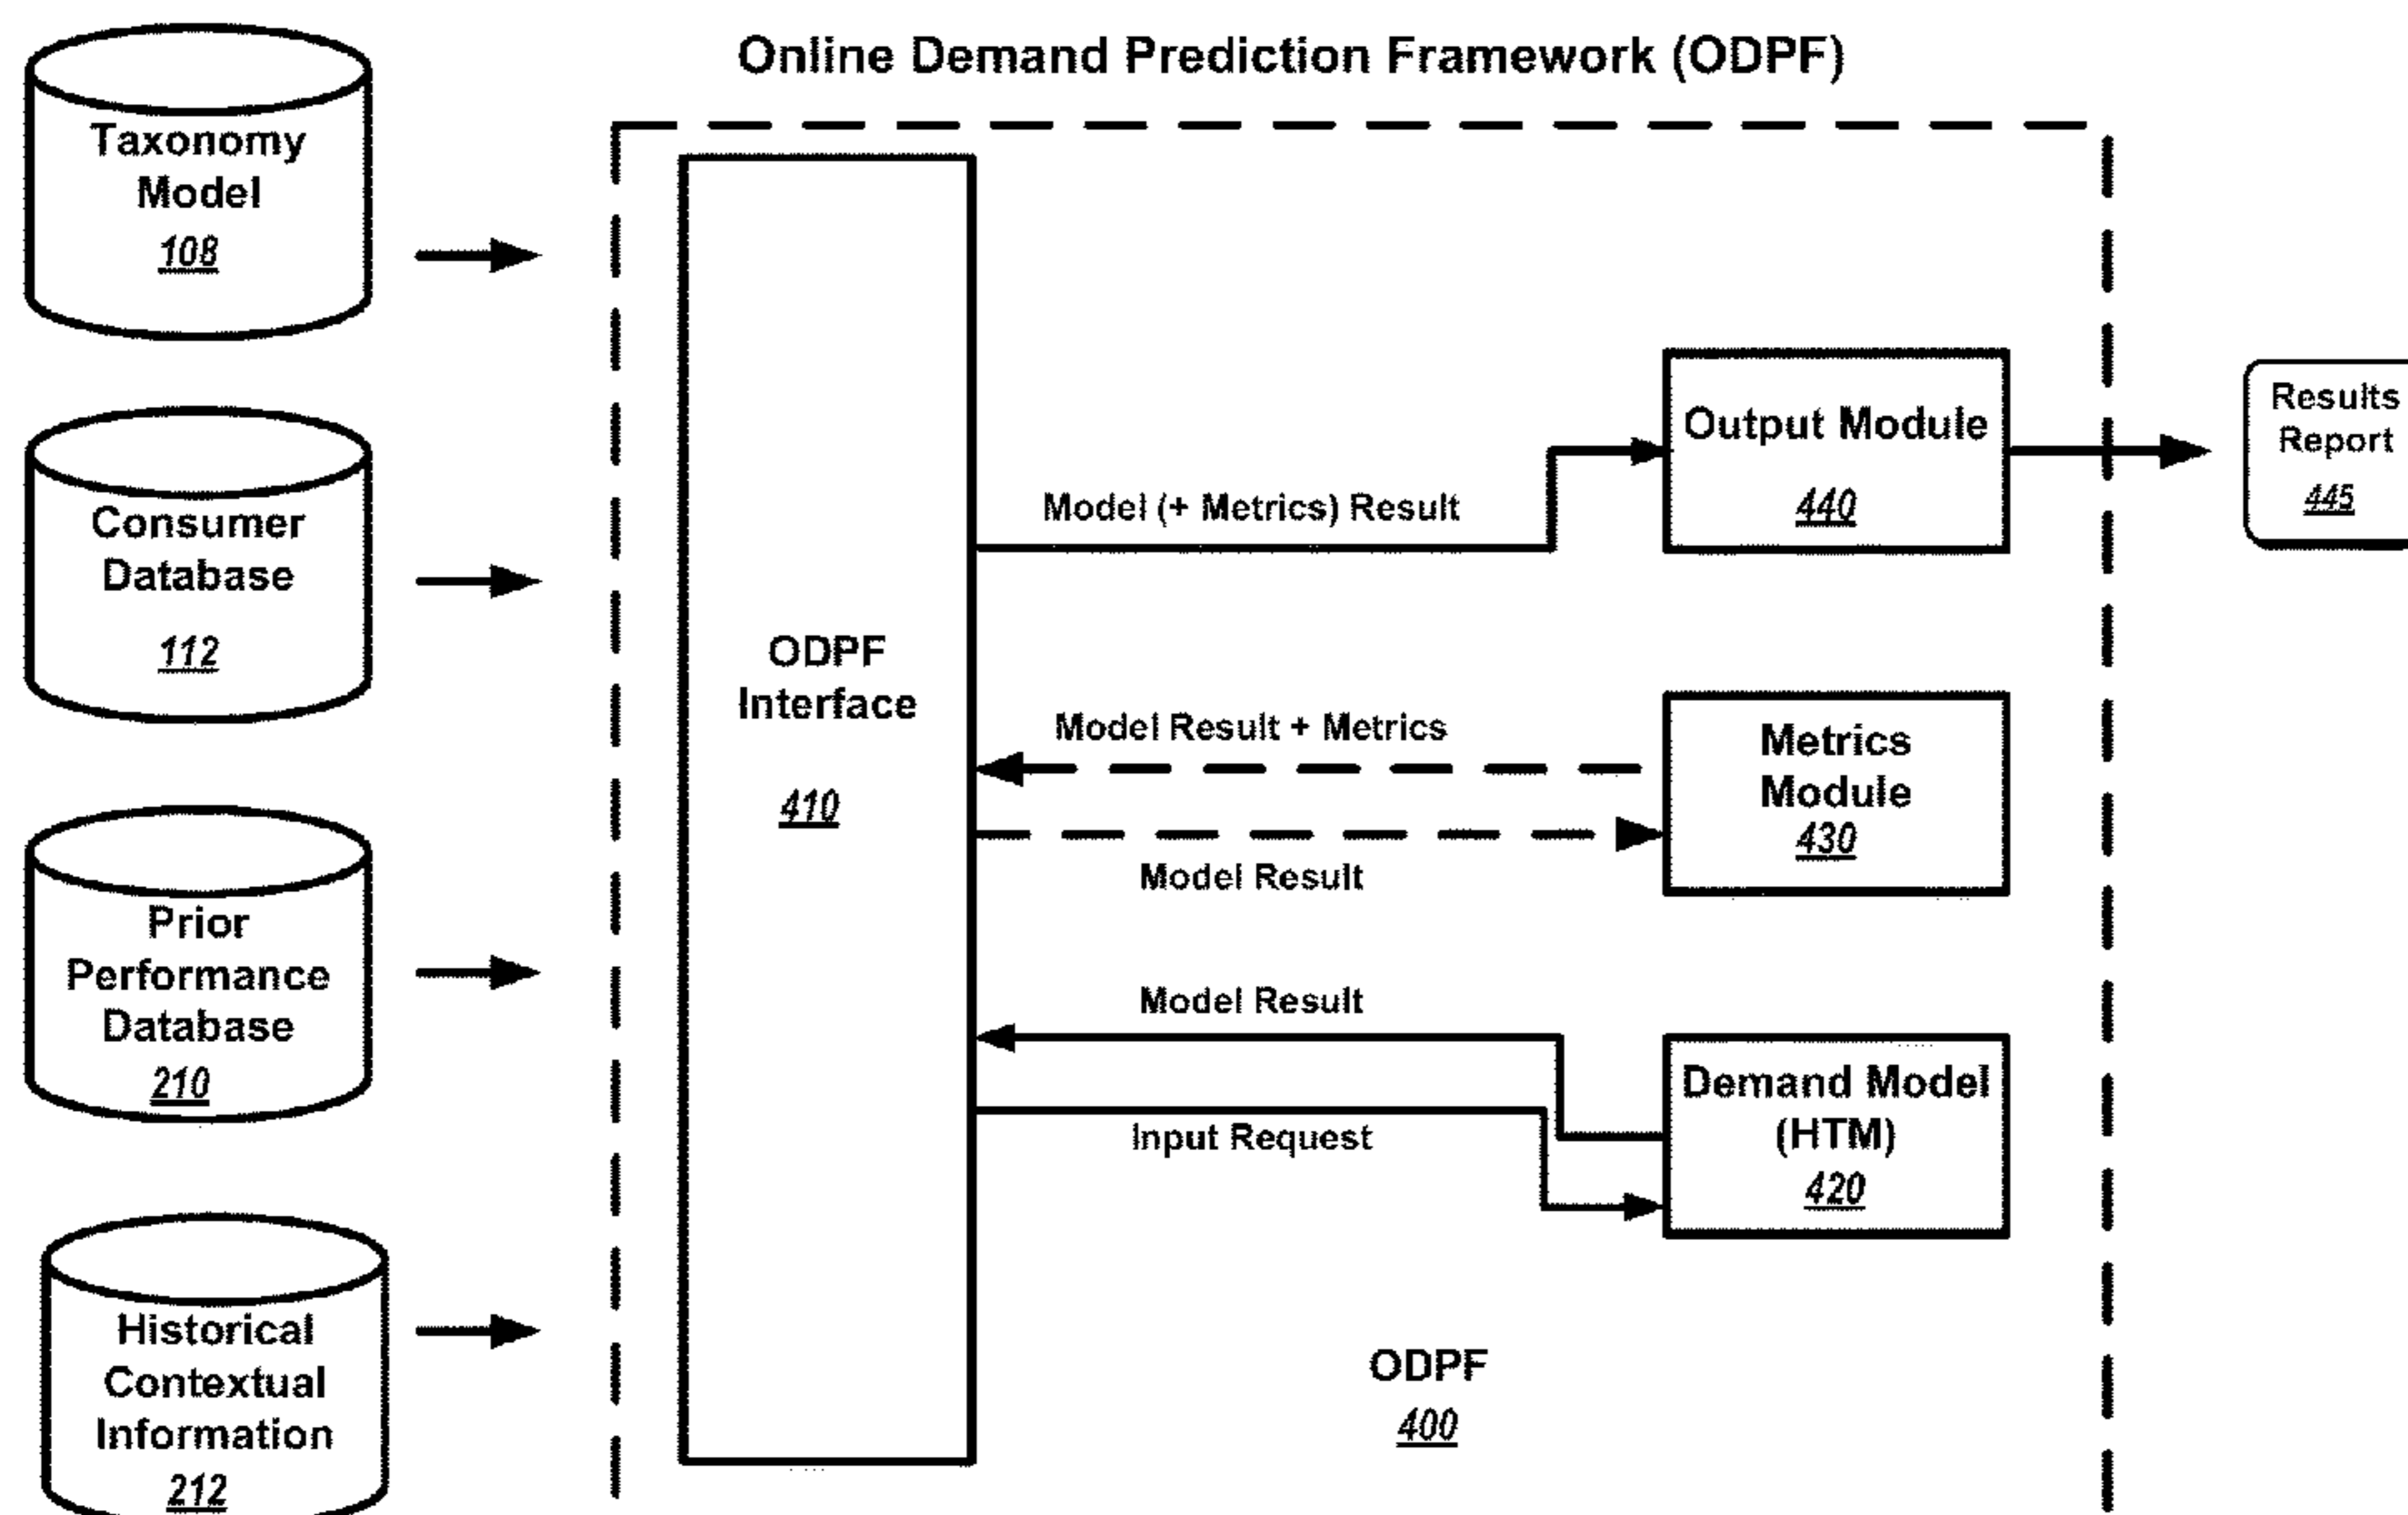 Online Demand Prediction Framework (ODPF)
Taxonomy
Model
108
Consumer
Database
112
Prior
Performance
Database
210
Historical
Contextual
Information
212
ODPF
Interface
410
Model (+ Metrics) Result
Output Module
440
Results
Report
445
Model Result + Metrics
Model Result
Metrics
Module
430
Model Result
Input Request
Demand Model
(HTM)
420
ODPF
400